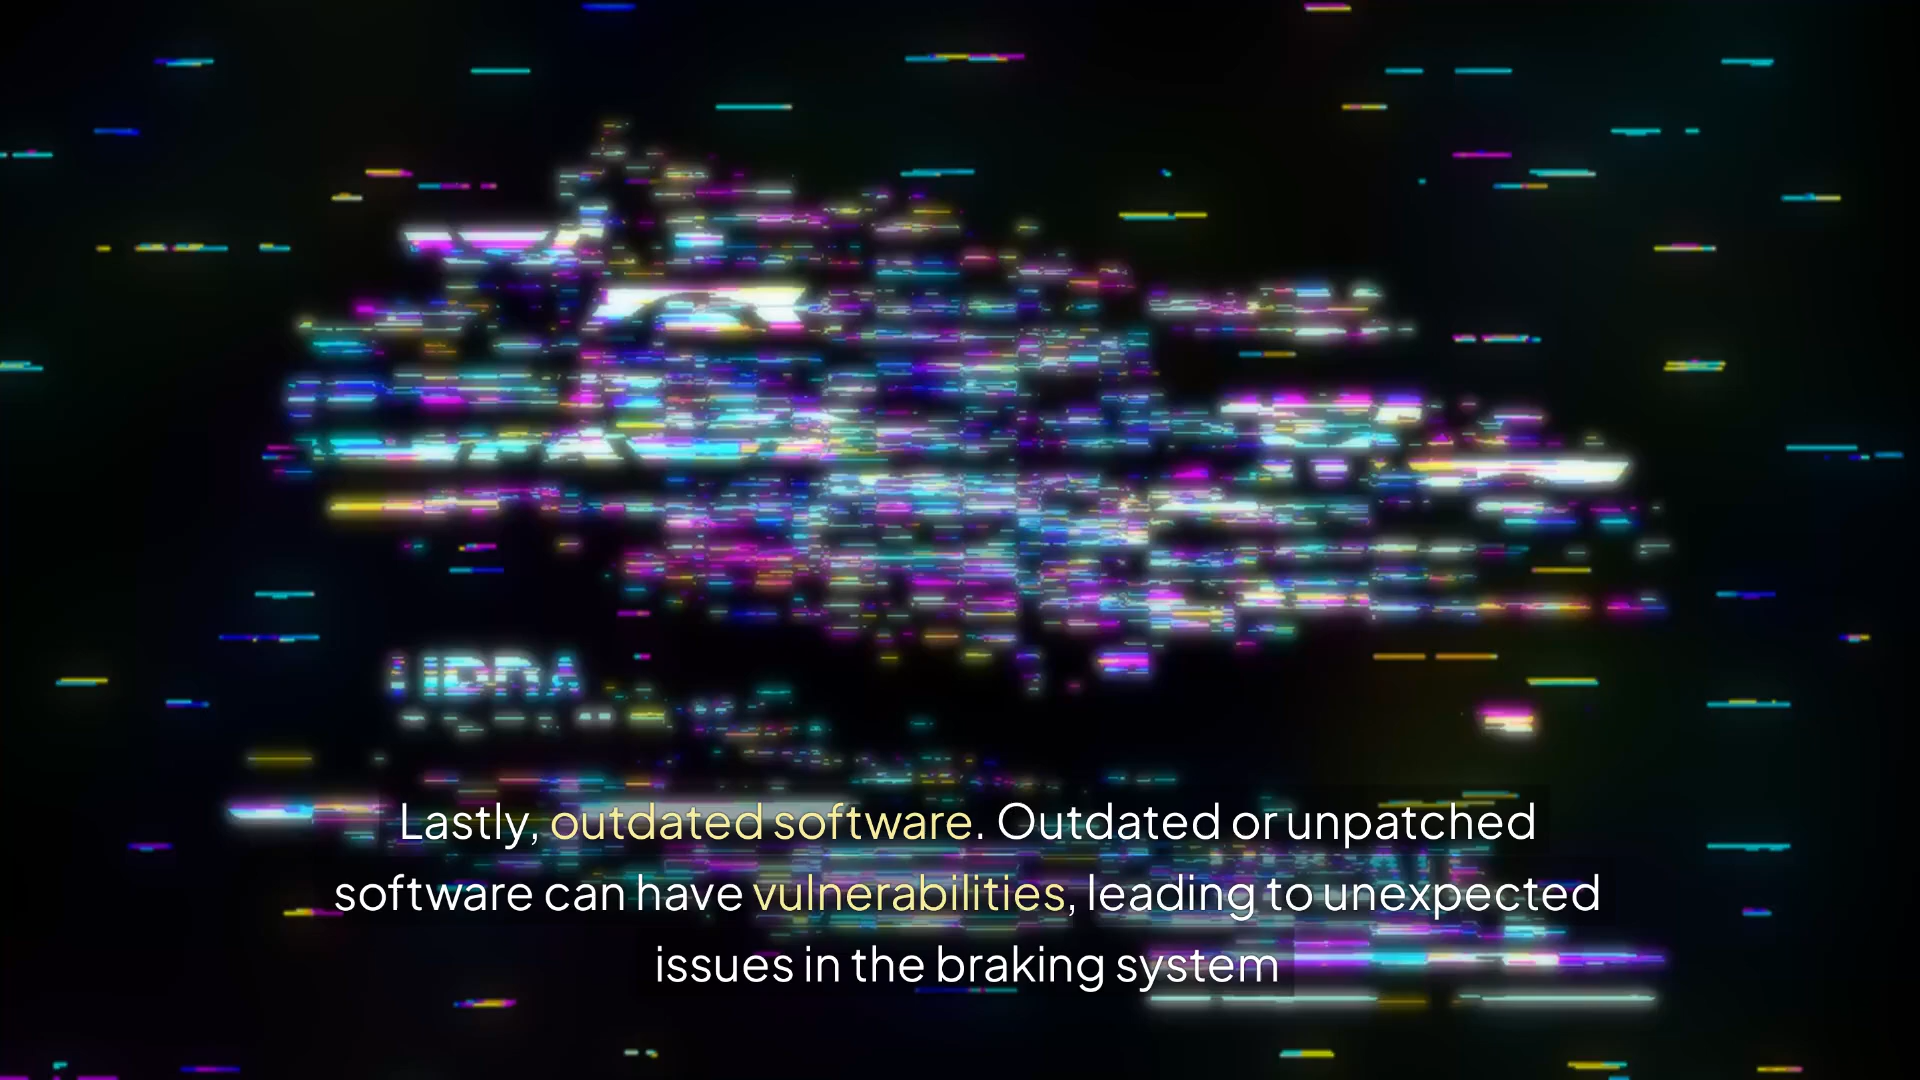 Lastly, outdated software. Outdated or unpatched
software can have vulnerabilities, leading to unexpected
issues in the braking system